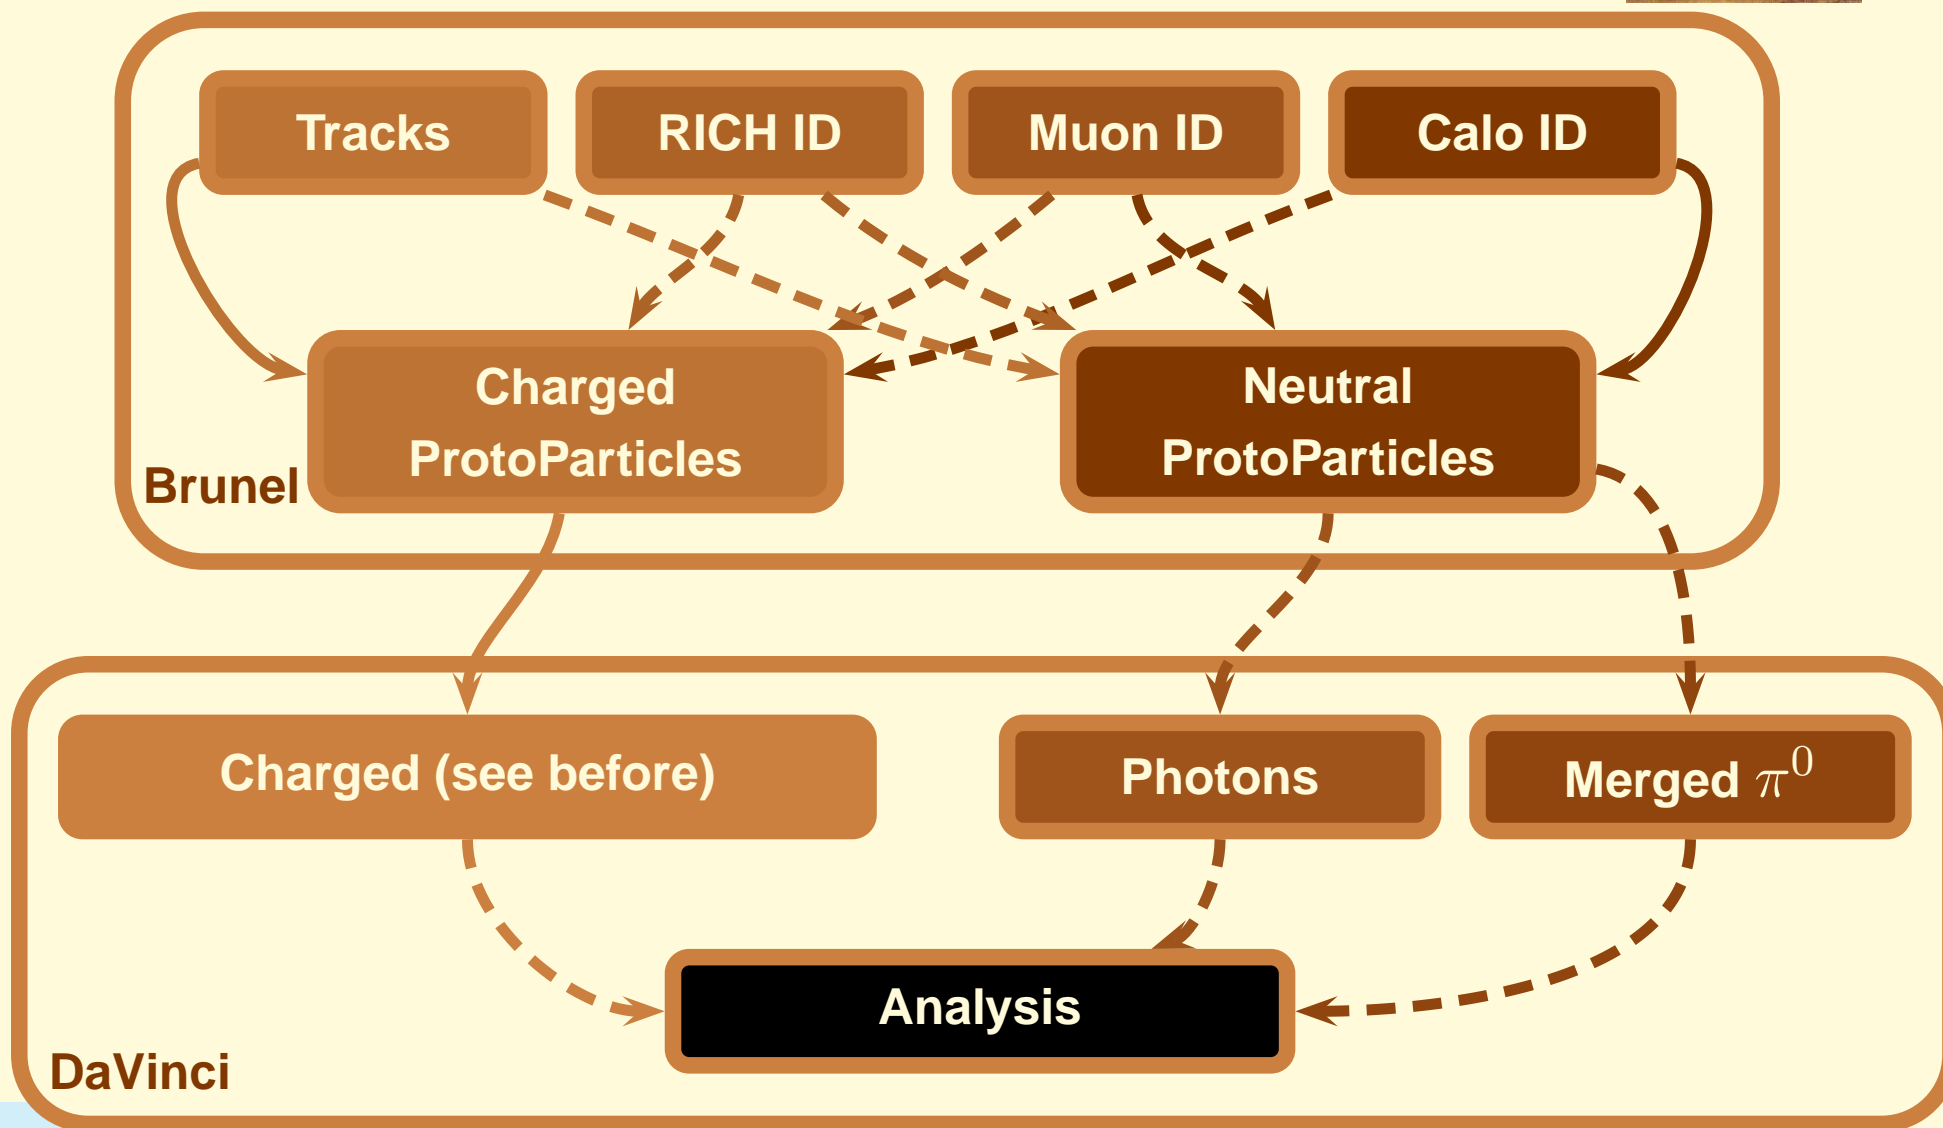 Tracks
RICH ID
Muon ID
Calo ID
Charged
ProtoParticles
Neutral
ProtoParticles
Brunel
Charged (see before)
Photons
Merged π⁰
Analysis
DaVinci